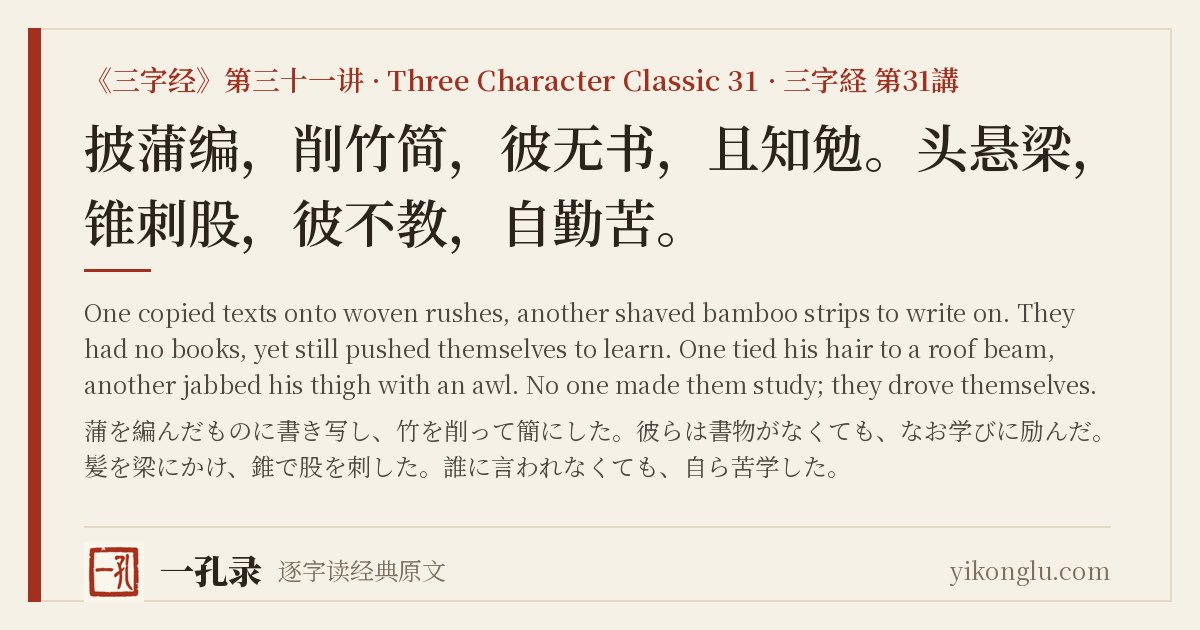 《三字经》第三十一讲 · Three Character Classic 31 · 三字経 第31講
披蒲编，削竹简，彼无书，且知勉。头悬梁，
锥刺股，彼不教，自勤苦。
One copied texts onto woven rushes, another shaved bamboo strips to write on. They
had no books, yet still pushed themselves to learn. One tied his hair to a roof beam,
another jabbed his thigh with an awl. No one made them study; they drove themselves.
蒲を編んだものに書き写し、竹を削って簡にした。彼らは書物がなくても、なお学びに励んだ。
髪を梁にかけ、錐で股を刺した。誰に言われなくても、自ら苦学した。
一孔
一孔录 逐字读经典原文
yikonglu.com